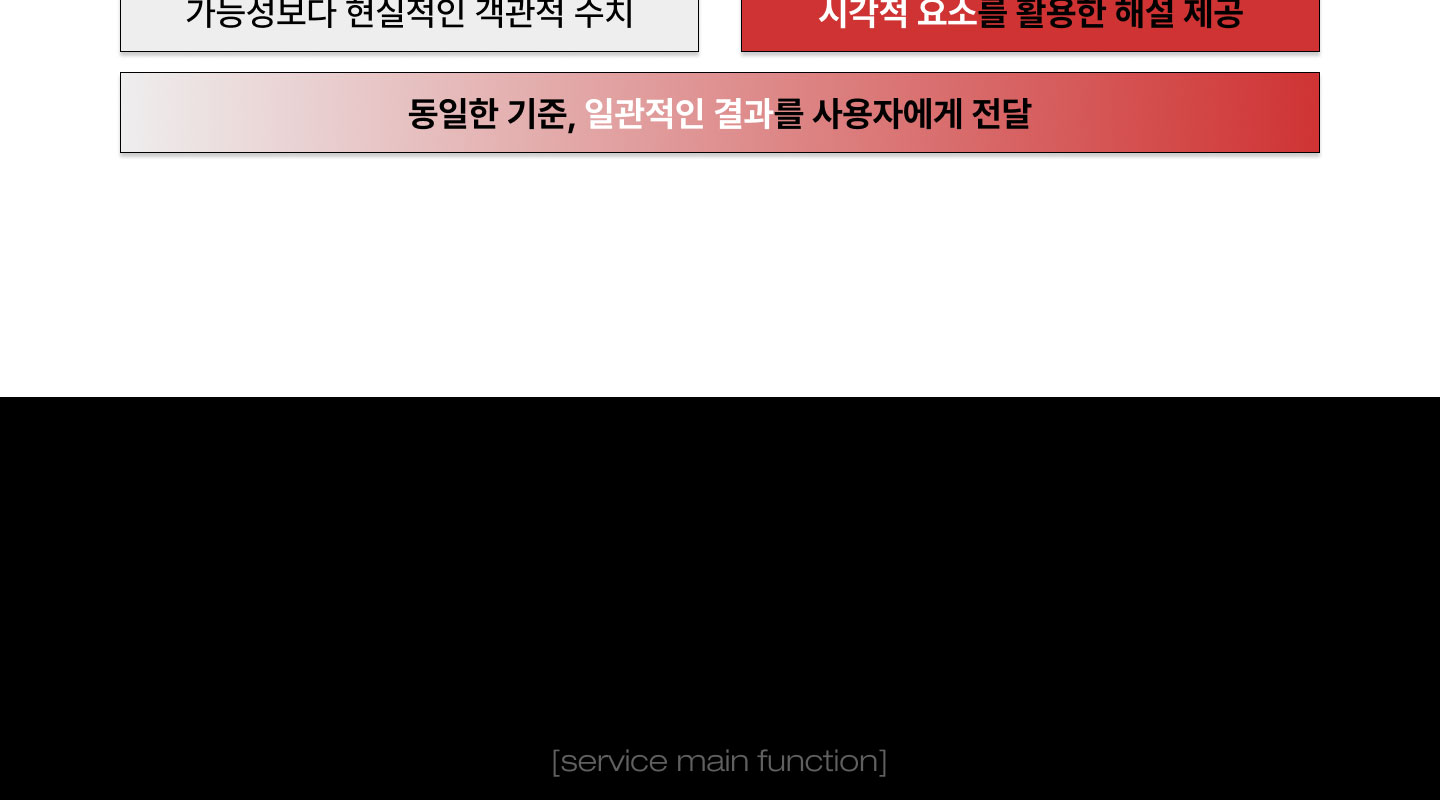 가능성보다 현실적인 객관적 수치
시각적 요소를 활용한 해설 제공
동일한 기준, 일관적인 결과를 사용자에게 전달
[service main function]